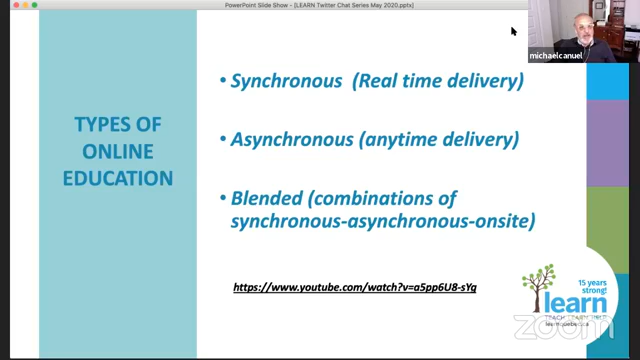 PowerPoint Slide Show - [LEARN Twitter Chat Series May 2020.pptx]
michaelcanuel
TYPES OF
ONLINE
EDUCATION
• Synchronous (Real time delivery)
• Asynchronous (anytime delivery)
• Blended (combinations of
synchronous-asynchronous-onsite)
https://www.youtube.com/watch?v=a5pp6U8-sYg
15 years
strong!
learn
zoom